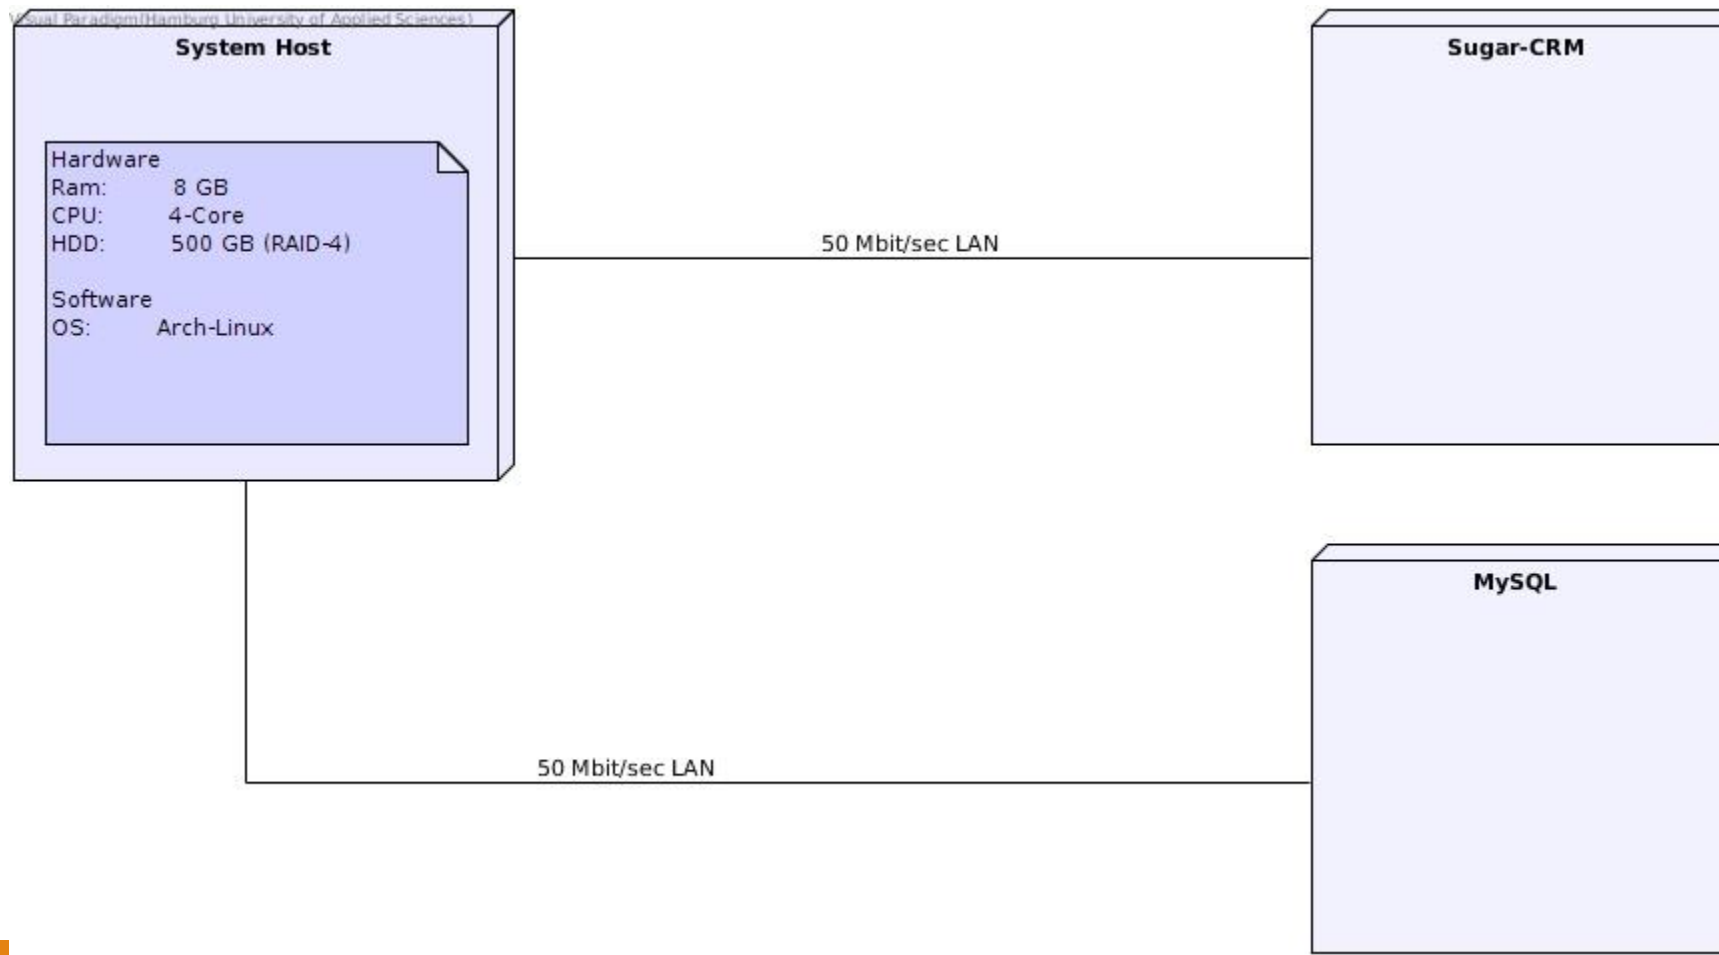 Visual Paradigm(Hamburg University of Applied Sciences)
System Host
Hardware
Ram: 8 GB
CPU: 4-Core
HDD: 500 GB (RAID-4)
Software
OS: Arch-Linux
50 Mbit/sec LAN
Sugar-CRM
50 Mbit/sec LAN
MySQL